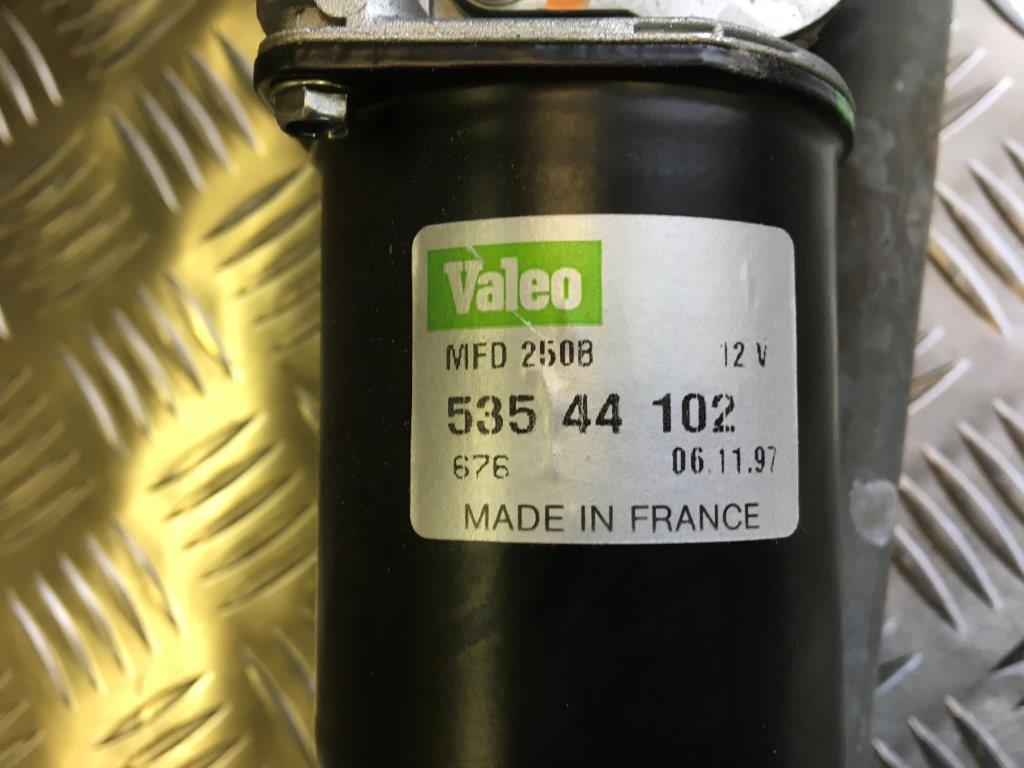 Valeo
MFD 250B 12 V
535 44 102
676 06.11.97
MADE IN FRANCE